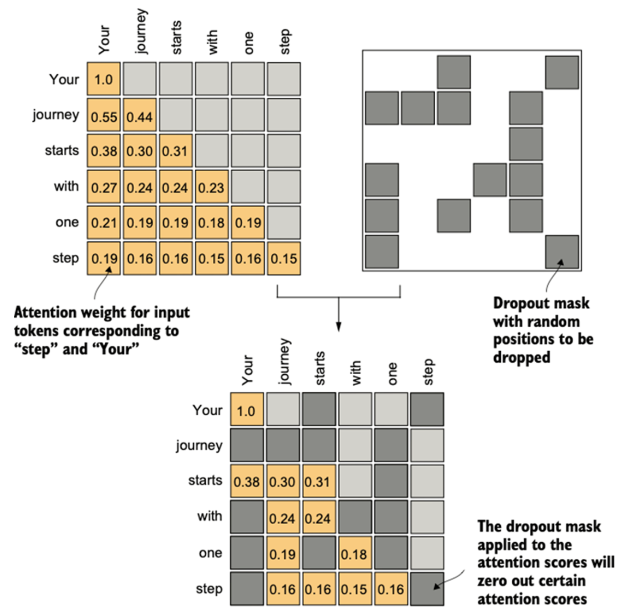 Your journey starts with one step
Your 1.0
journey 0.55 0.44
starts 0.38 0.30 0.31
with 0.27 0.24 0.24 0.23
one 0.21 0.19 0.19 0.18 0.19
step 0.19 0.16 0.16 0.15 0.16 0.15
Attention weight for input
tokens corresponding to
“step” and “Your”
Dropout mask
with random
positions to be
dropped
Your journey starts with one step
Your 1.0
journey
starts 0.38 0.30 0.31
with 0.24 0.24
one 0.19 0.18
step 0.16 0.16 0.15 0.16
The dropout mask
applied to the
attention scores will
zero out certain
attention scores